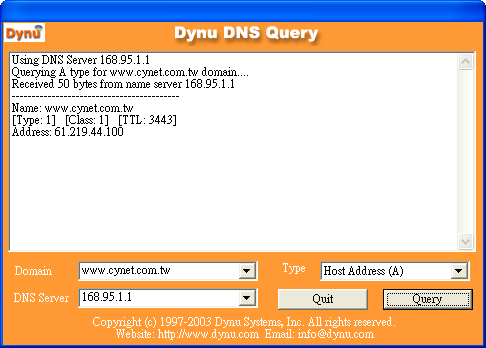 Dynu
Dynu DNS Query
Using DNS Server 168.95.1.1
Querying A type for www.cynet.com.tw domain....
Received 50 bytes from name server 168.95.1.1
------------------------------------------
Name: www.cynet.com.tw
[Type: 1]   [Class: 1]   [TTL: 3443]
Address: 61.219.44.100
Domain www.cynet.com.tw Type Host Address (A)
DNS Server 168.95.1.1 Quit Query
Copyright (c) 1997-2003 Dynu Systems, Inc. All rights reserved.
Website: http://www.dynu.com  Email: info@dynu.com